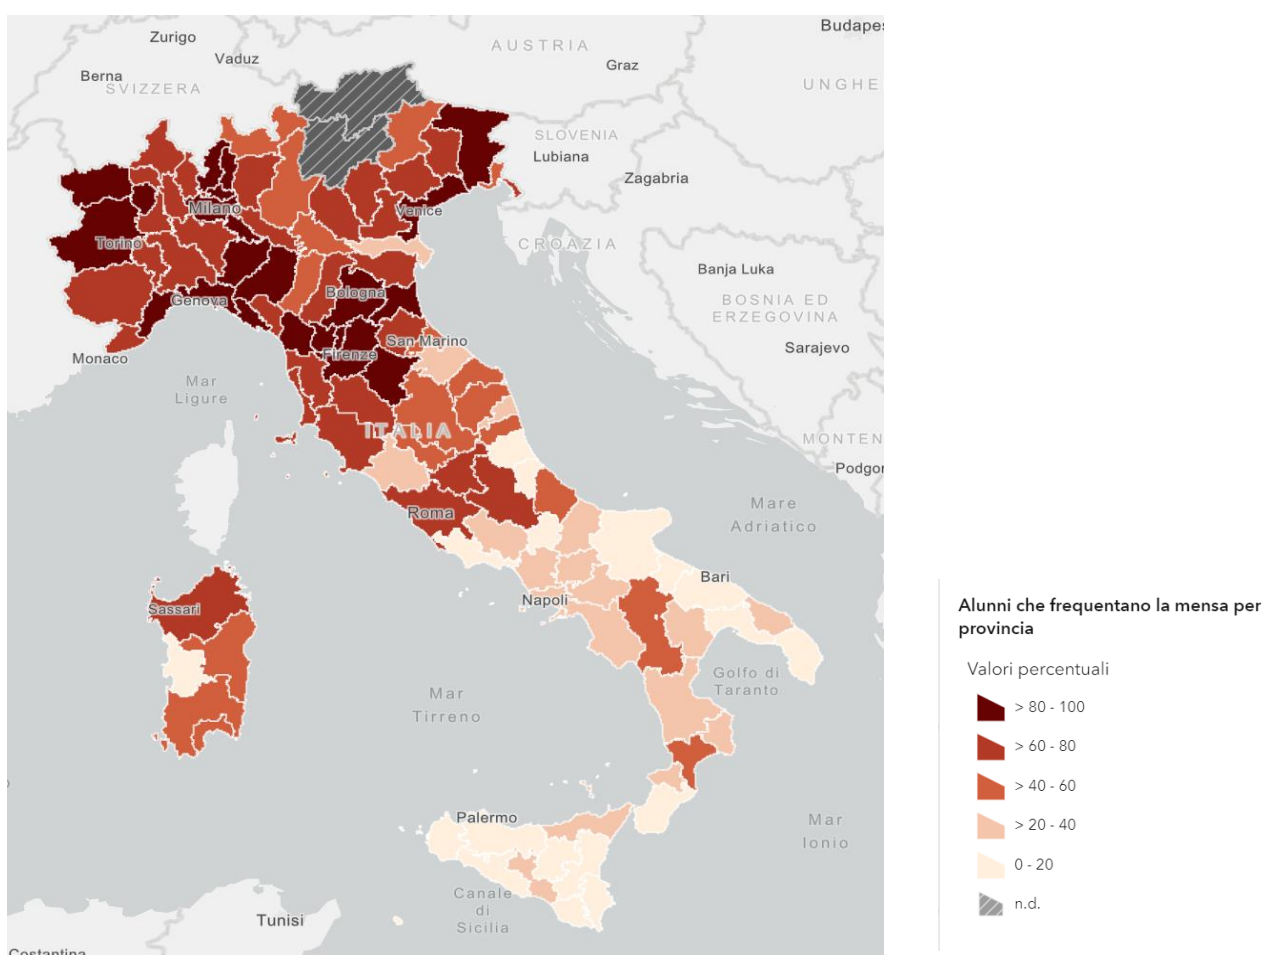 Budapes
Zurigo
AUSTRIA
Vaduz
Graz
Berna
SVIZZERA
UNGHE
SLOVENIA
Lubiana
Zagabria
Milano
Venice
Torino
CROAZIA
Banja Luka
Bologna
Genova
BOSNIA ED
ERZEGOVINA
San Marino
Firenze
Sarajevo
Monaco
Mar
Ligure
ITALIA
MONTEN
Podgor
Mare
Adriatico
Roma
Bari
Napoli
Sassari
Golfo di
Taranto
Mar
Tirreno
Palermo
Mar
Ionio
Canale
di
Sicilia
Tunisi
Costantina
Alunni che frequentano la mensa per
provincia
Valori percentuali
> 80 - 100
> 60 - 80
> 40 - 60
> 20 - 40
0 - 20
n.d.